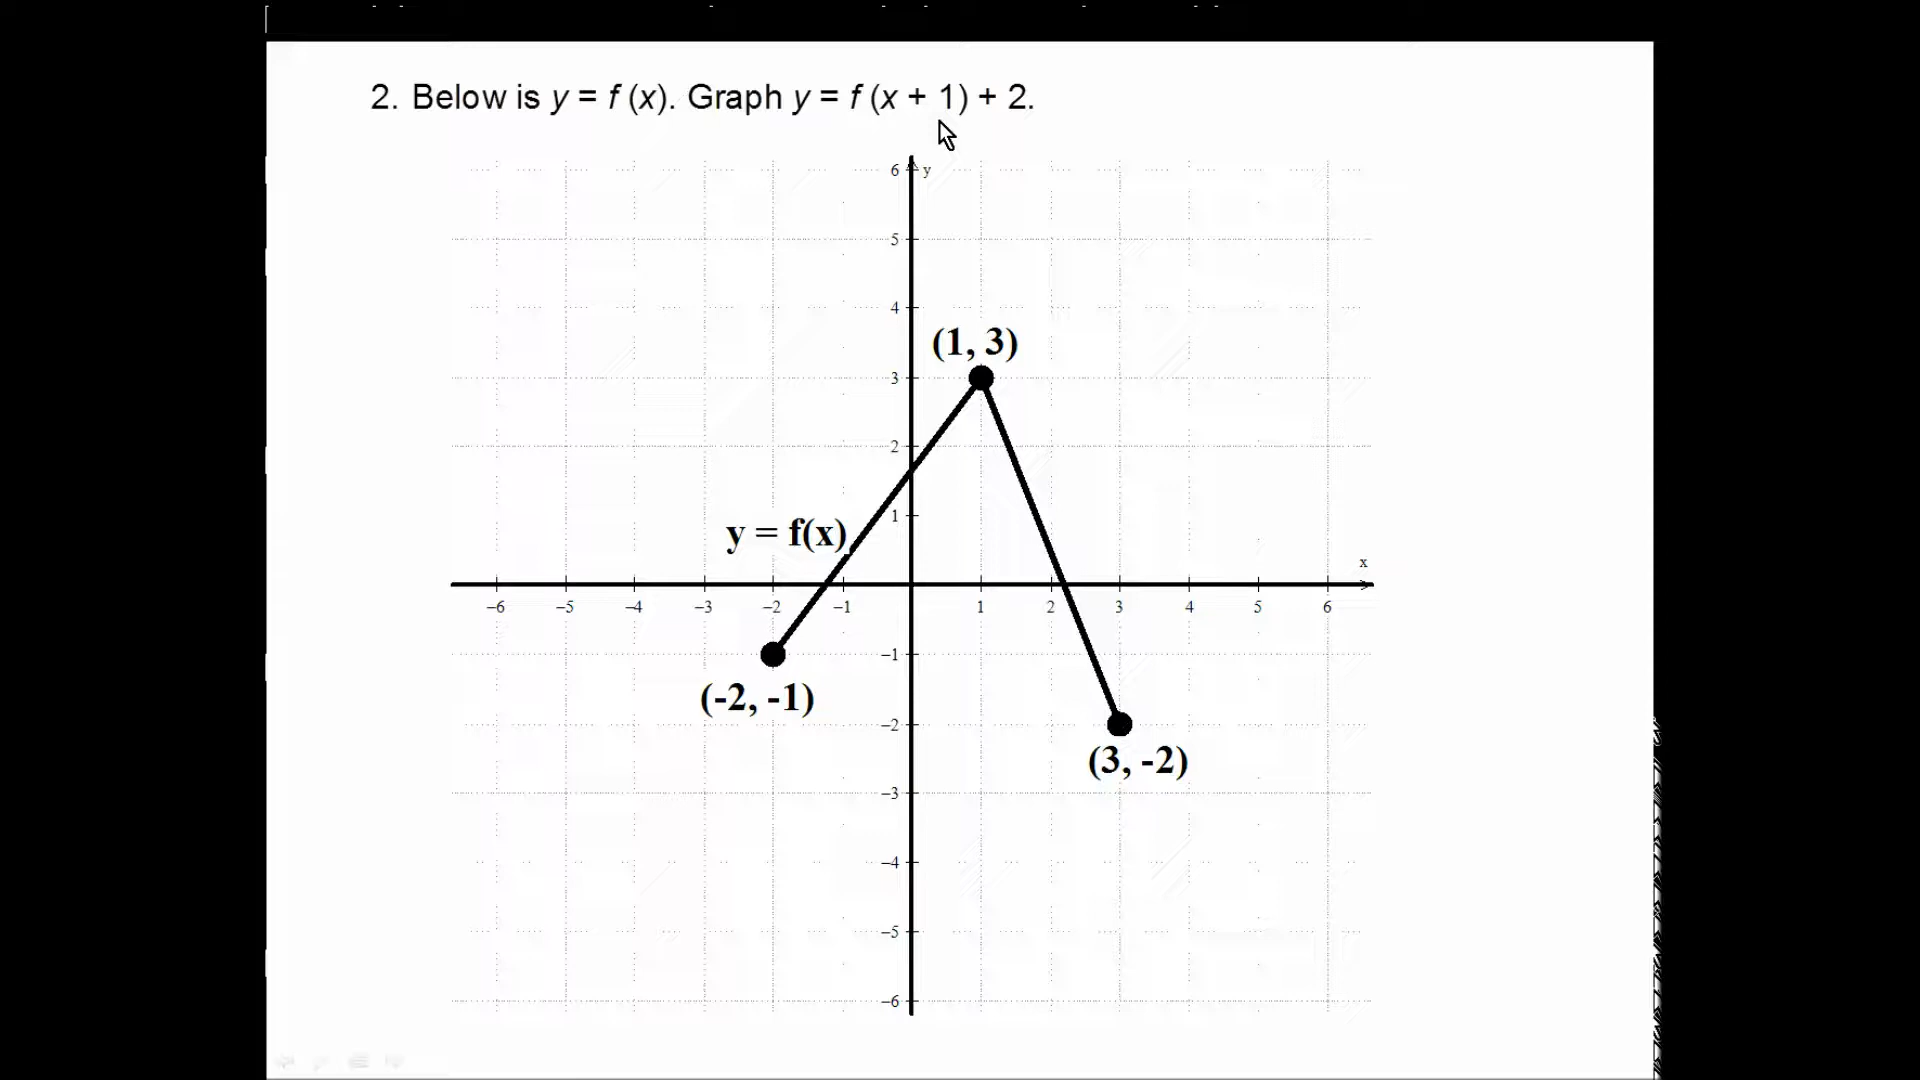 2. Below is y = f (x). Graph y = f (x + 1) + 2.
6 y
5
4
(1, 3)
3
2
y = f(x)
1
x
−6 −5 −4 −3 −2 −1 1 2 3 4 5 6
−1
(-2, -1)
−2
(3, -2)
−3
−4
−5
−6